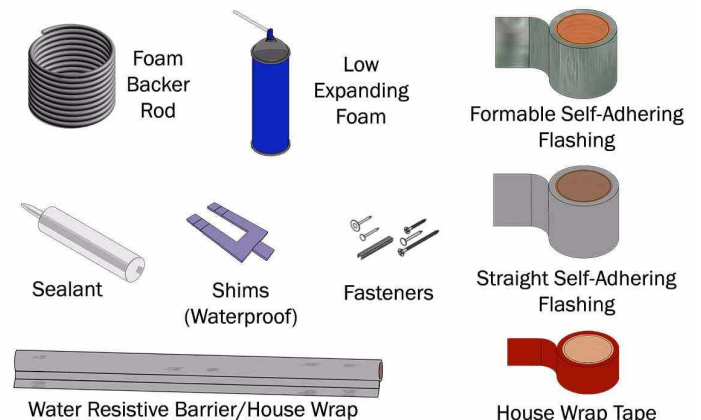 Foam
Backer
Rod
Low
Expanding
Foam
Formable Self-Adhering
Flashing
Sealant
Shims
(Waterproof)
Fasteners
Straight Self-Adhering
Flashing
Water Resistive Barrier/House Wrap
House Wrap Tape